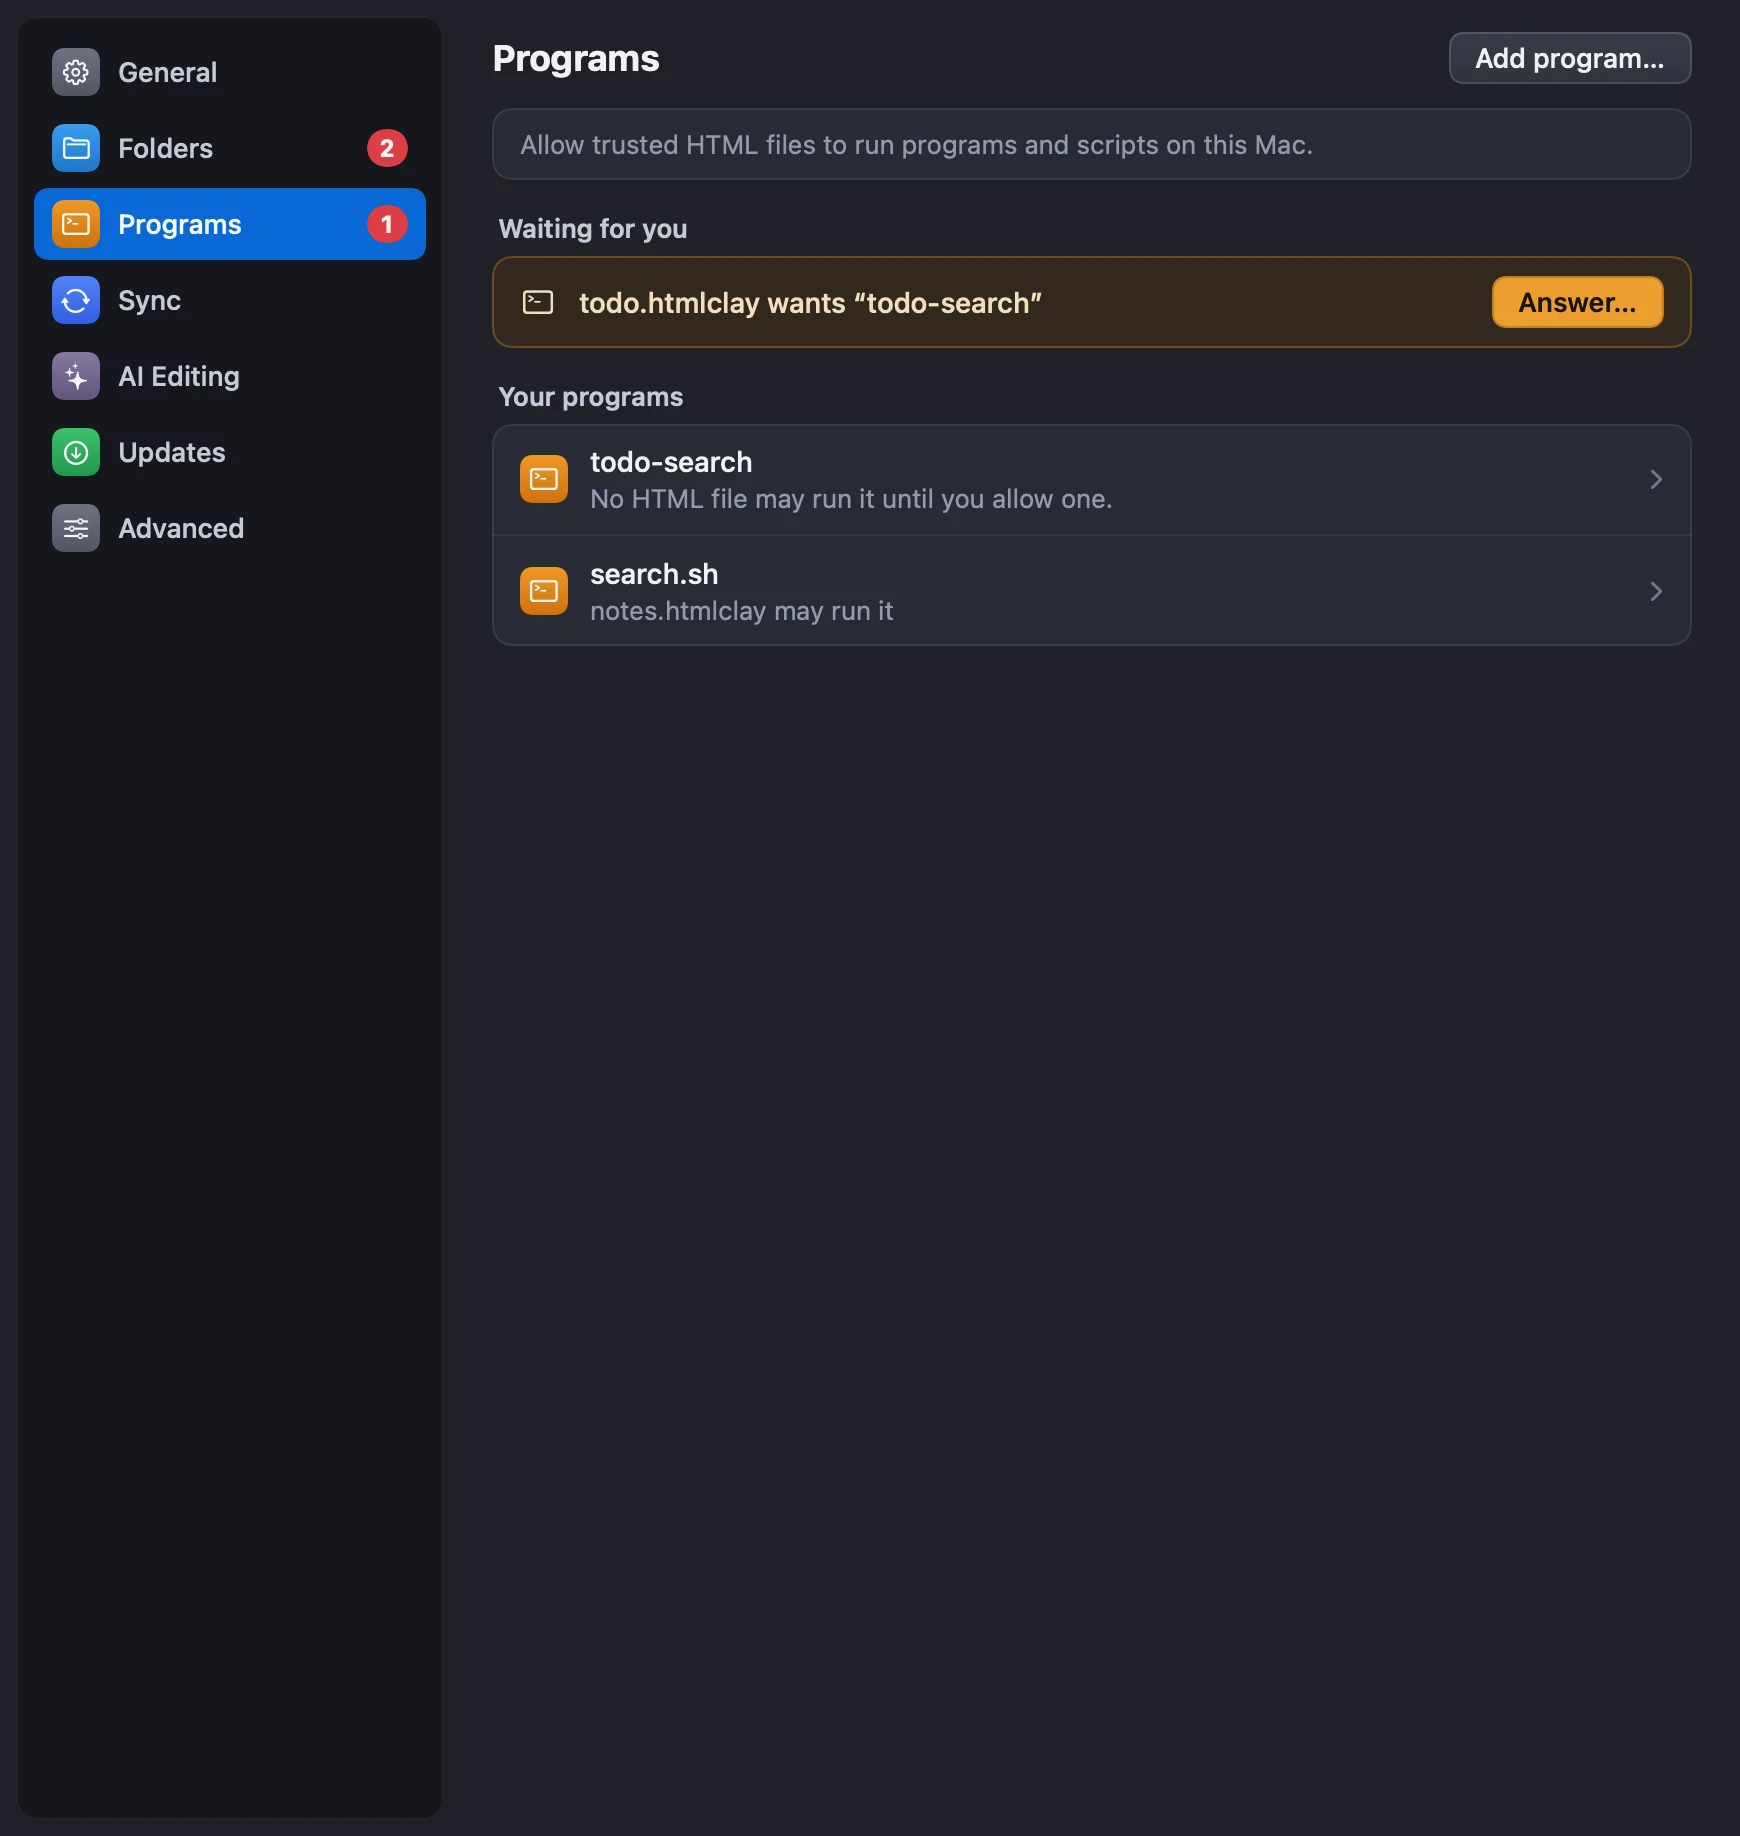 General
Folders
2
Programs
1
Sync
AI Editing
Updates
Advanced
Programs
Add program...
Allow trusted HTML files to run programs and scripts on this Mac.
Waiting for you
todo.htmlclay wants “todo-search”
Answer...
Your programs
todo-search
No HTML file may run it until you allow one.
search.sh
notes.htmlclay may run it